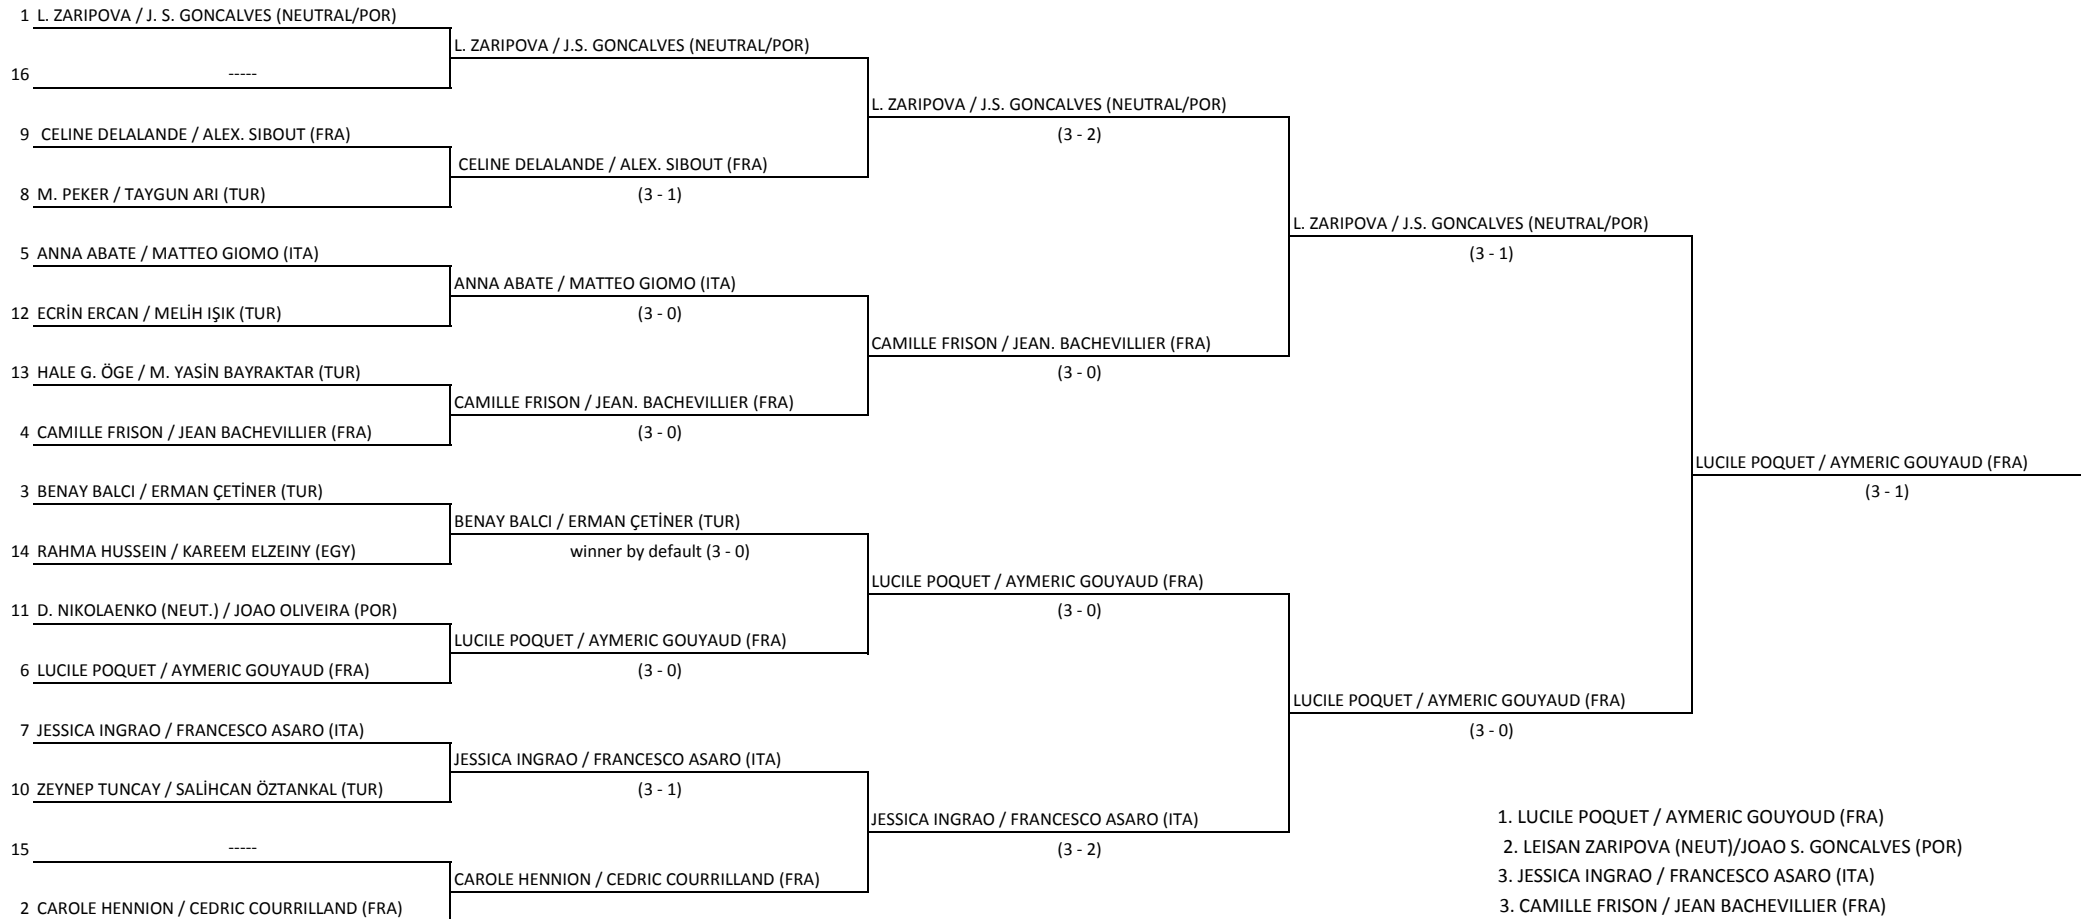 1 L. ZARIPOVA / J. S. GONCALVES (NEUTRAL/POR)
L. ZARIPOVA / J.S. GONCALVES (NEUTRAL/POR)
16 -----
L. ZARIPOVA / J.S. GONCALVES (NEUTRAL/POR)
9 CELINE DELALANDE / ALEX. SIBOUT (FRA)
(3 - 2)
CELINE DELALANDE / ALEX. SIBOUT (FRA)
8 M. PEKER / TAYGUN ARI (TUR)
(3 - 1)
L. ZARIPOVA / J.S. GONCALVES (NEUTRAL/POR)
5 ANNA ABATE / MATTEO GIOMO (ITA)
(3 - 1)
ANNA ABATE / MATTEO GIOMO (ITA)
12 ECRİN ERCAN / MELİH IŞIK (TUR)
(3 - 0)
CAMILLE FRISON / JEAN. BACHEVILLIER (FRA)
13 HALE G. ÖGE / M. YASİN BAYRAKTAR (TUR)
(3 - 0)
CAMILLE FRISON / JEAN. BACHEVILLIER (FRA)
4 CAMILLE FRISON / JEAN BACHEVILLIER (FRA)
(3 - 0)
LUCILE POQUET / AYMERIC GOUYAUD (FRA)
3 BENAY BALCI / ERMAN ÇETİNER (TUR)
(3 - 1)
BENAY BALCI / ERMAN ÇETİNER (TUR)
14 RAHMA HUSSEIN / KAREEM ELZEINY (EGY)
winner by default (3 - 0)
LUCILE POQUET / AYMERIC GOUYAUD (FRA)
11 D. NIKOLAENKO (NEUT.) / JOAO OLIVEIRA (POR)
(3 - 0)
LUCILE POQUET / AYMERIC GOUYAUD (FRA)
6 LUCILE POQUET / AYMERIC GOUYAUD (FRA)
(3 - 0)
LUCILE POQUET / AYMERIC GOUYAUD (FRA)
7 JESSICA INGRAO / FRANCESCO ASARO (ITA)
(3 - 0)
JESSICA INGRAO / FRANCESCO ASARO (ITA)
10 ZEYNEP TUNCAY / SALİHCAN ÖZTANKAL (TUR)
(3 - 1)
JESSICA INGRAO / FRANCESCO ASARO (ITA)
1. LUCILE POQUET / AYMERIC GOUYOUD (FRA)
15 -----
(3 - 2)
2. LEISAN ZARIPOVA (NEUT)/JOAO S. GONCALVES (POR)
CAROLE HENNION / CEDRIC COURRILLAND (FRA)
3. JESSICA INGRAO / FRANCESCO ASARO (ITA)
2 CAROLE HENNION / CEDRIC COURRILLAND (FRA)
3. CAMILLE FRISON / JEAN BACHEVILLIER (FRA)